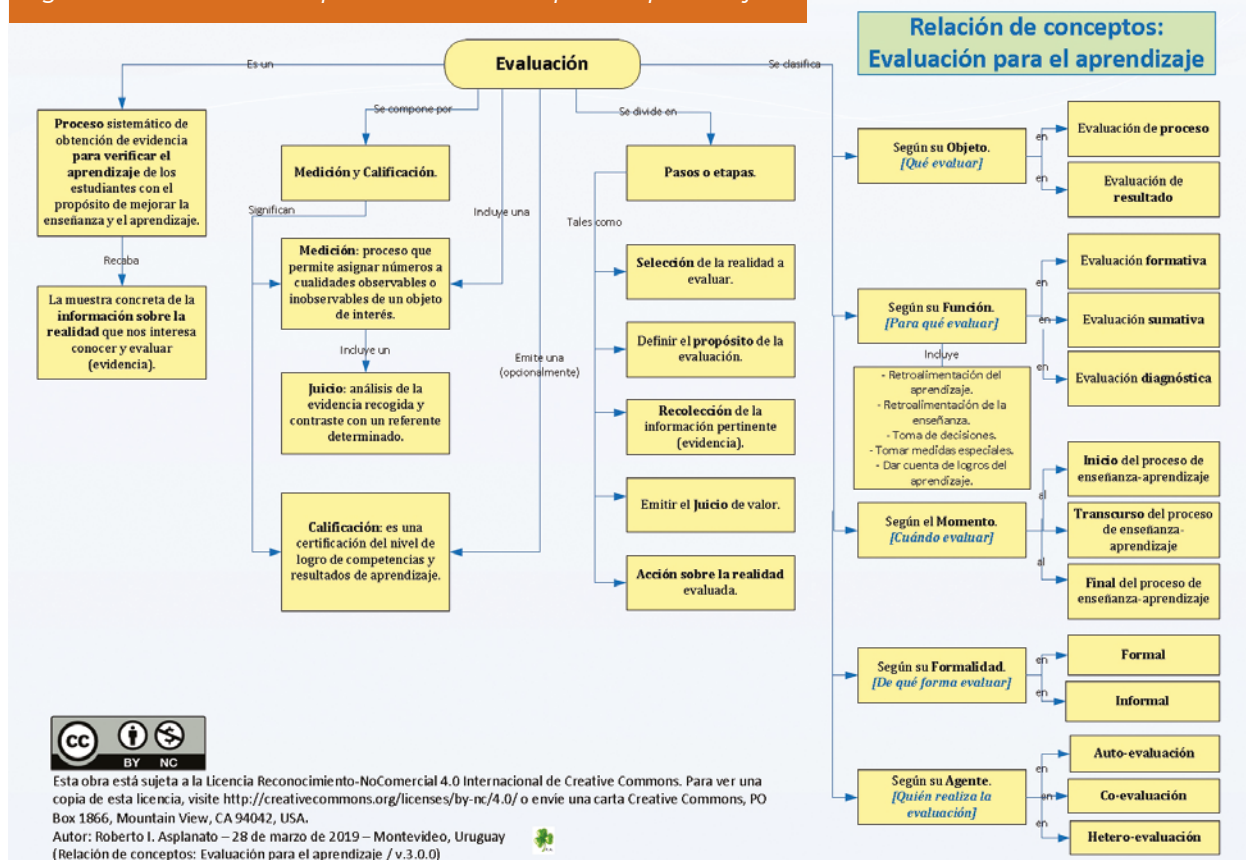 Relación de conceptos:
Evaluación para el aprendizaje
Evaluación
Es un
Proceso sistemático de
obtención de evidencia
para verificar el
aprendizaje de los
estudiantes con el
propósito de mejorar la
enseñanza y el aprendizaje.
Recaba
La muestra concreta de la
información sobre la
realidad que nos interesa
conocer y evaluar
(evidencia).
Se compone por
Medición y Calificación.
Significan
Medición: proceso que
permite asignar números a
cualidades observables o
inobservables de un objeto
de interés.
Incluye un
Juicio: análisis de la
evidencia recogida y
contraste con un referente
determinado.
Calificación: es una
certificación del nivel de
logro de competencias y
resultados de aprendizaje.
Incluye una
Emite una
(opcionalmente)
Se divide en
Pasos o etapas.
Tales como
Selección de la realidad a
evaluar.
Definir el propósito de la
evaluación.
Recolección de la
información pertinente
(evidencia).
Emitir el Juicio de valor.
Acción sobre la realidad
evaluada.
Se clasifica
Según su Objeto.
[Qué evaluar]
en
Evaluación de proceso
en
Evaluación de
resultado
Según su Función.
[Para qué evaluar]
en
Evaluación formativa
en
Evaluación sumativa
en
Evaluación diagnóstica
Incluye
- Retroalimentación del
aprendizaje.
- Retroalimentación de la
enseñanza.
- Toma de decisiones.
- Tomar medidas especiales.
- Dar cuenta de logros del
aprendizaje.
Según el Momento.
[Cuándo evaluar]
al
Inicio del proceso de
enseñanza-aprendizaje
Transcurso del proceso
de enseñanza-
aprendizaje
al
Final del proceso de
enseñanza-aprendizaje
Según su Formalidad.
[De qué forma evaluar]
en
Formal
en
Informal
Según su Agente.
[Quién realiza la
evaluación]
en
Auto-evaluación
en
Co-evaluación
en
Hetero-evaluación
cc
BY NC
Esta obra está sujeta a la Licencia Reconocimiento-NoComercial 4.0 Internacional de Creative Commons. Para ver una
copia de esta licencia, visite http://creativecommons.org/licenses/by-nc/4.0/ o envie una carta Creative Commons, PO
Box 1866, Mountain View, CA 94042, USA.
Autor: Roberto I. Asplanato – 28 de marzo de 2019 – Montevideo, Uruguay
(Relación de conceptos: Evaluación para el aprendizaje / v.3.0.0)